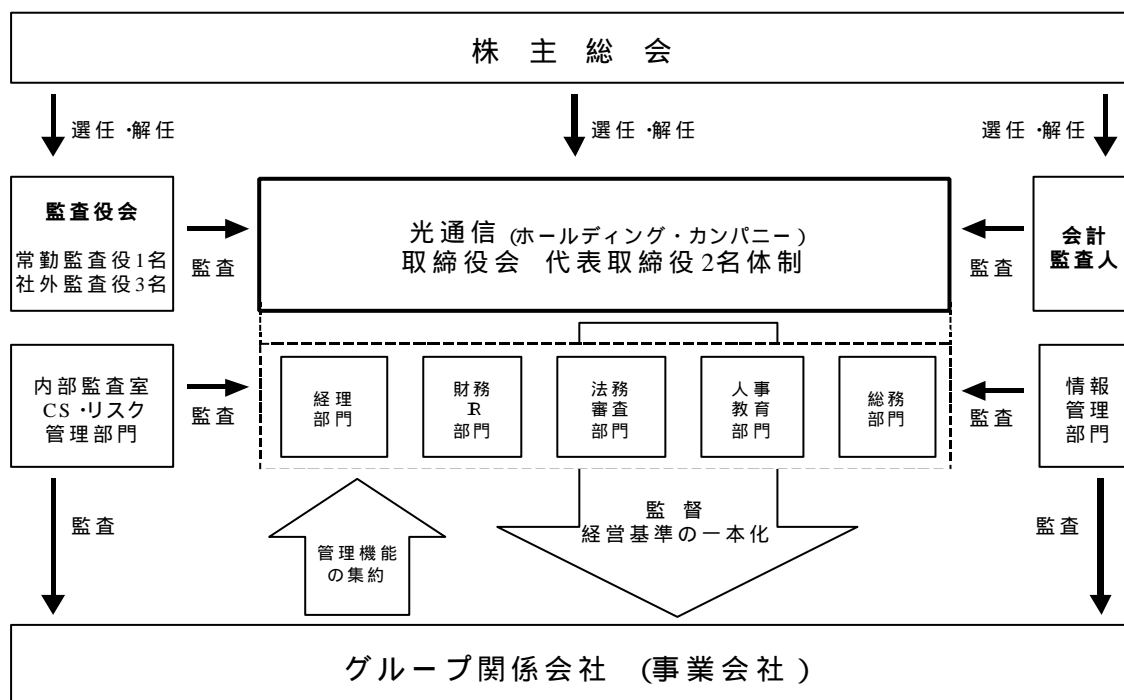 株主総会
選任・解任
選任・解任
選任・解任
監査役会
常勤監査役1名
社外監査役3名
監査
光通信 (ホールディング・カンパニー)
取締役会 代表取締役2名体制
監査
会計
監査人
内部監査室
CS・リスク
管理部門
監査
経理
部門
財務
IR
部門
法務
審査
部門
人事
教育
部門
総務
部門
監査
情報
管理
部門
監査
管理機能
の集約
監督
経営基準の一本化
監査
グループ関係会社 (事業会社)